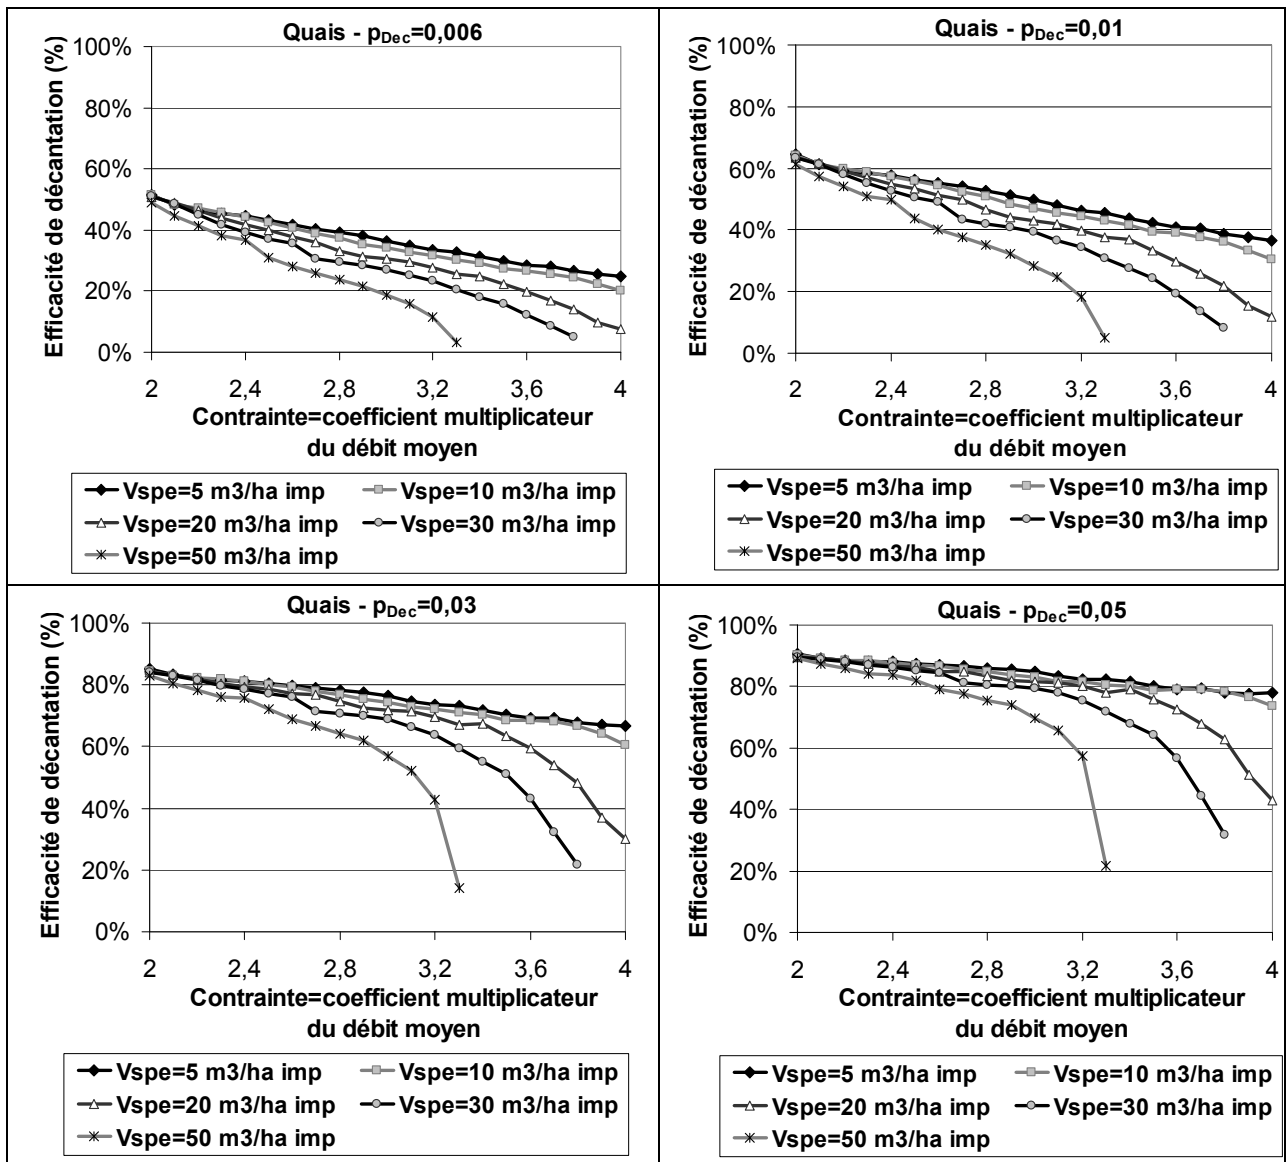 Quais - pDec=0,006
Efficacité de décantation (%)
100%
80%
60%
40%
20%
0%
2 2,4 2,8 3,2 3,6 4
Contrainte=coefficient multiplicateur
du débit moyen
Vspe=5 m3/ha imp Vspe=10 m3/ha imp
Vspe=20 m3/ha imp Vspe=30 m3/ha imp
Vspe=50 m3/ha imp
Quais - pDec=0,01
Efficacité de décantation (%)
100%
80%
60%
40%
20%
0%
2 2,4 2,8 3,2 3,6 4
Contrainte=coefficient multiplicateur
du débit moyen
Vspe=5 m3/ha imp Vspe=10 m3/ha imp
Vspe=20 m3/ha imp Vspe=30 m3/ha imp
Vspe=50 m3/ha imp
Quais - pDec=0,03
Efficacité de décantation (%)
100%
80%
60%
40%
20%
0%
2 2,4 2,8 3,2 3,6 4
Contrainte=coefficient multiplicateur
du débit moyen
Vspe=5 m3/ha imp Vspe=10 m3/ha imp
Vspe=20 m3/ha imp Vspe=30 m3/ha imp
Vspe=50 m3/ha imp
Quais - pDec=0,05
Efficacité de décantation (%)
100%
80%
60%
40%
20%
0%
2 2,4 2,8 3,2 3,6 4
Contrainte=coefficient multiplicateur
du débit moyen
Vspe=5 m3/ha imp Vspe=10 m3/ha imp
Vspe=20 m3/ha imp Vspe=30 m3/ha imp
Vspe=50 m3/ha imp